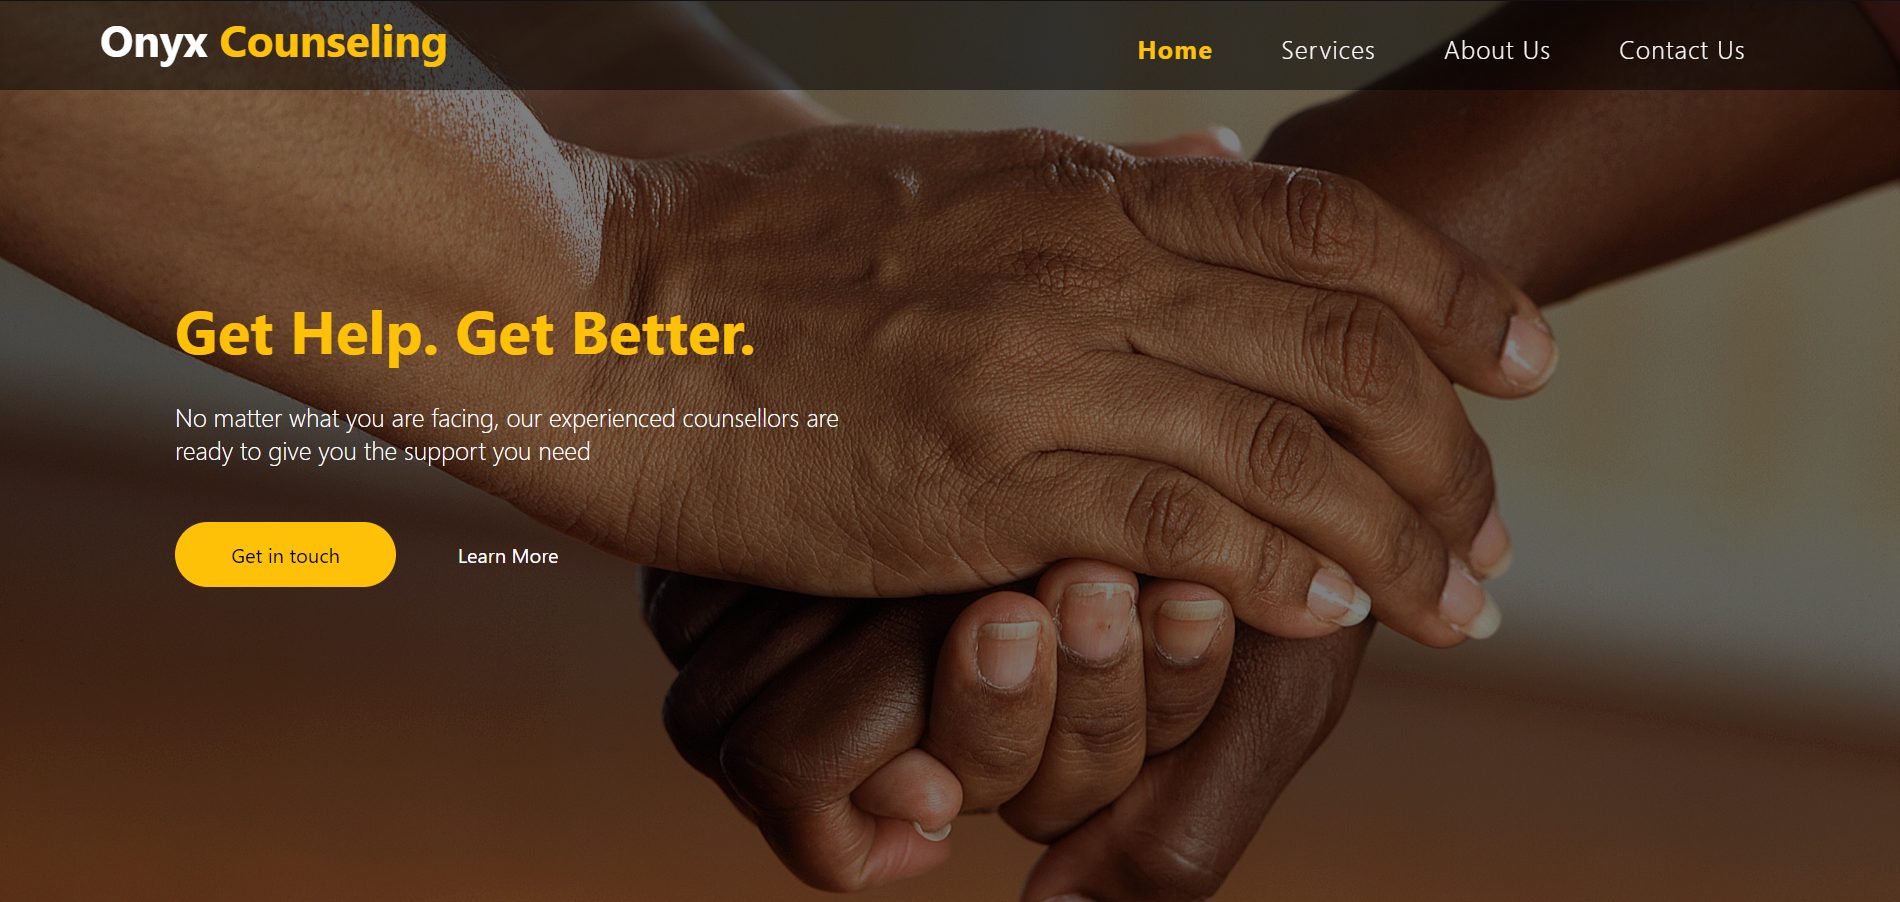 Onyx Counseling
Home Services About Us Contact Us
Get Help. Get Better.
No matter what you are facing, our experienced counsellors are
ready to give you the support you need
Get in touch Learn More